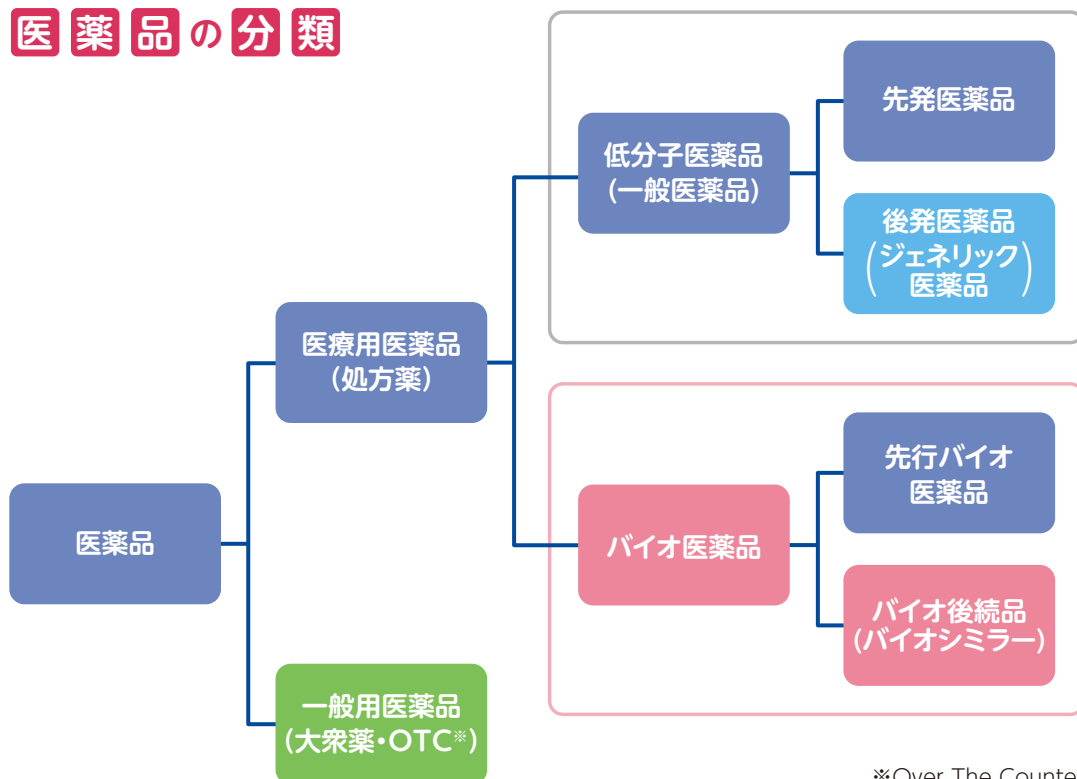 医薬品の分類
先発医薬品
低分子医薬品
(一般医薬品)
後発医薬品
(ジェネリック
医薬品)
医療用医薬品
(処方薬)
先行バイオ
医薬品
医薬品
バイオ医薬品
バイオ後続品
(バイオシミラー)
一般用医薬品
(大衆薬・OTC※)
※Over The Counte